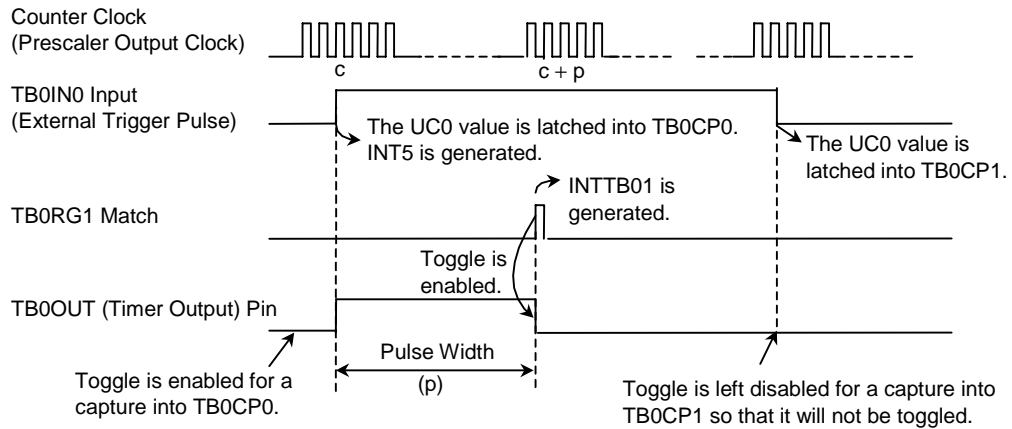 Counter Clock
(Prescaler Output Clock)
c
c + p
TB0IN0 Input
(External Trigger Pulse)
The UC0 value is latched into TB0CP0.
INT5 is generated.
The UC0 value is
latched into TB0CP1.
INTTB01 is
generated.
TB0RG1 Match
Toggle is
enabled.
TB0OUT (Timer Output) Pin
Pulse Width
(p)
Toggle is enabled for a
capture into TB0CP0.
Toggle is left disabled for a capture into
TB0CP1 so that it will not be toggled.